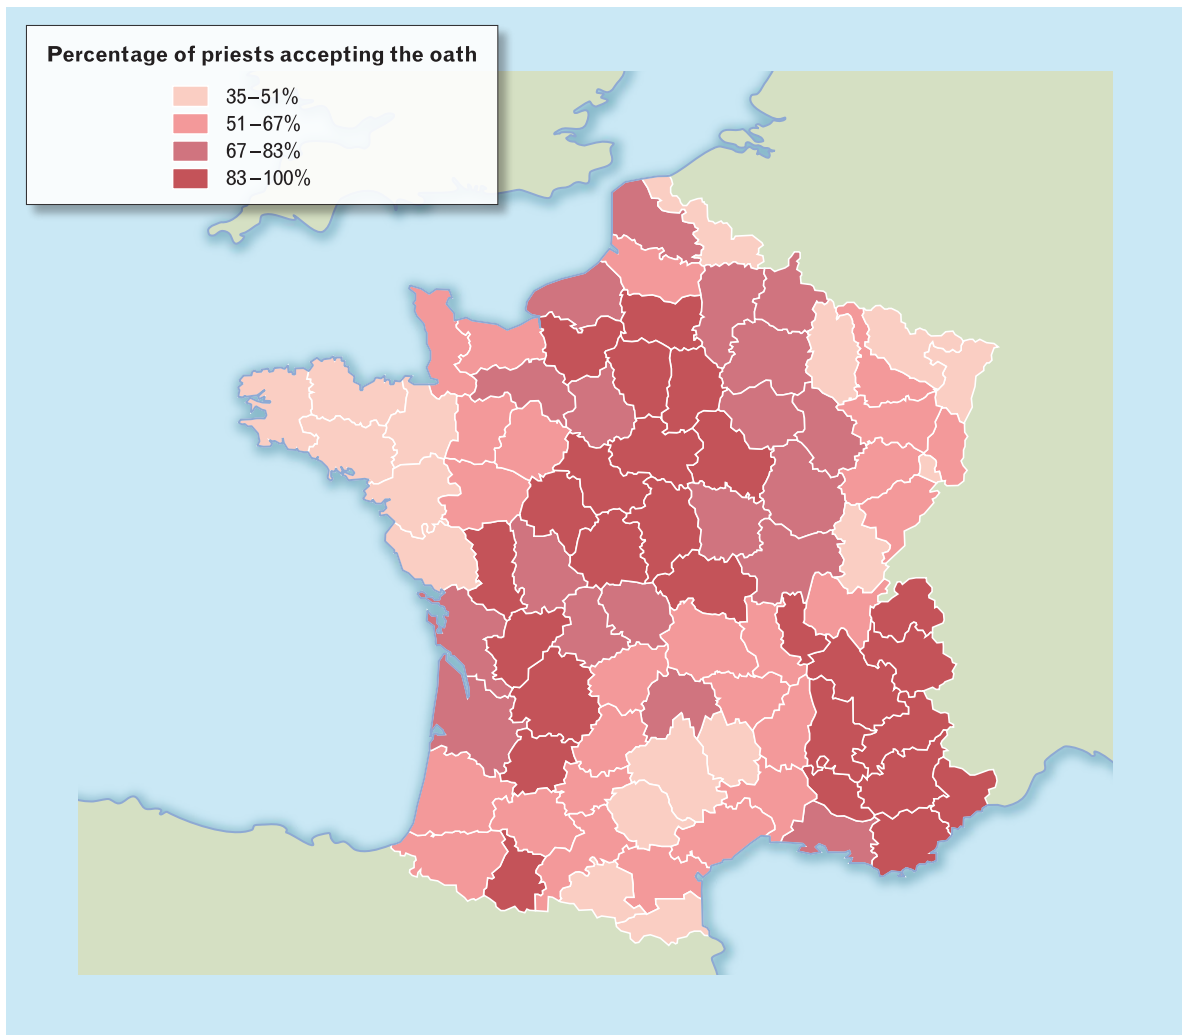 Percentage of priests accepting the oath
35–51%
51–67%
67–83%
83–100%